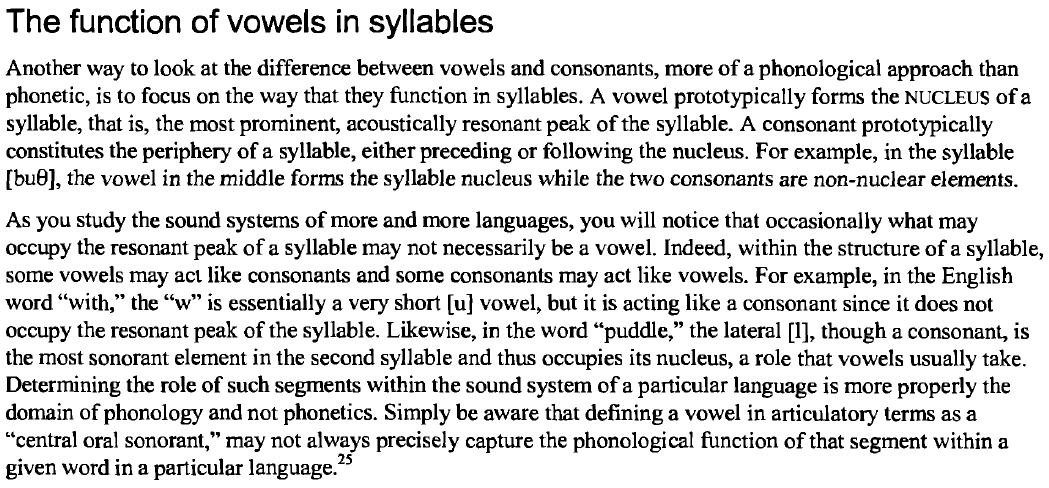 The function of vowels in syllables
Another way to look at the difference between vowels and consonants, more of a phonological approach than
phonetic, is to focus on the way that they function in syllables. A vowel prototypically forms the NUCLEUS of a
syllable, that is, the most prominent, acoustically resonant peak of the syllable. A consonant prototypically
constitutes the periphery of a syllable, either preceding or following the nucleus. For example, in the syllable
[buθ], the vowel in the middle forms the syllable nucleus while the two consonants are non-nuclear elements.
As you study the sound systems of more and more languages, you will notice that occasionally what may
occupy the resonant peak of a syllable may not necessarily be a vowel. Indeed, within the structure of a syllable,
some vowels may act like consonants and some consonants may act like vowels. For example, in the English
word “with,” the “w” is essentially a very short [u] vowel, but it is acting like a consonant since it does not
occupy the resonant peak of the syllable. Likewise, in the word “puddle,” the lateral [l], though a consonant, is
the most sonorant element in the second syllable and thus occupies its nucleus, a role that vowels usually take.
Determining the role of such segments within the sound system of a particular language is more properly the
domain of phonology and not phonetics. Simply be aware that defining a vowel in articulatory terms as a
“central oral sonorant,” may not always precisely capture the phonological function of that segment within a
given word in a particular language.²⁵